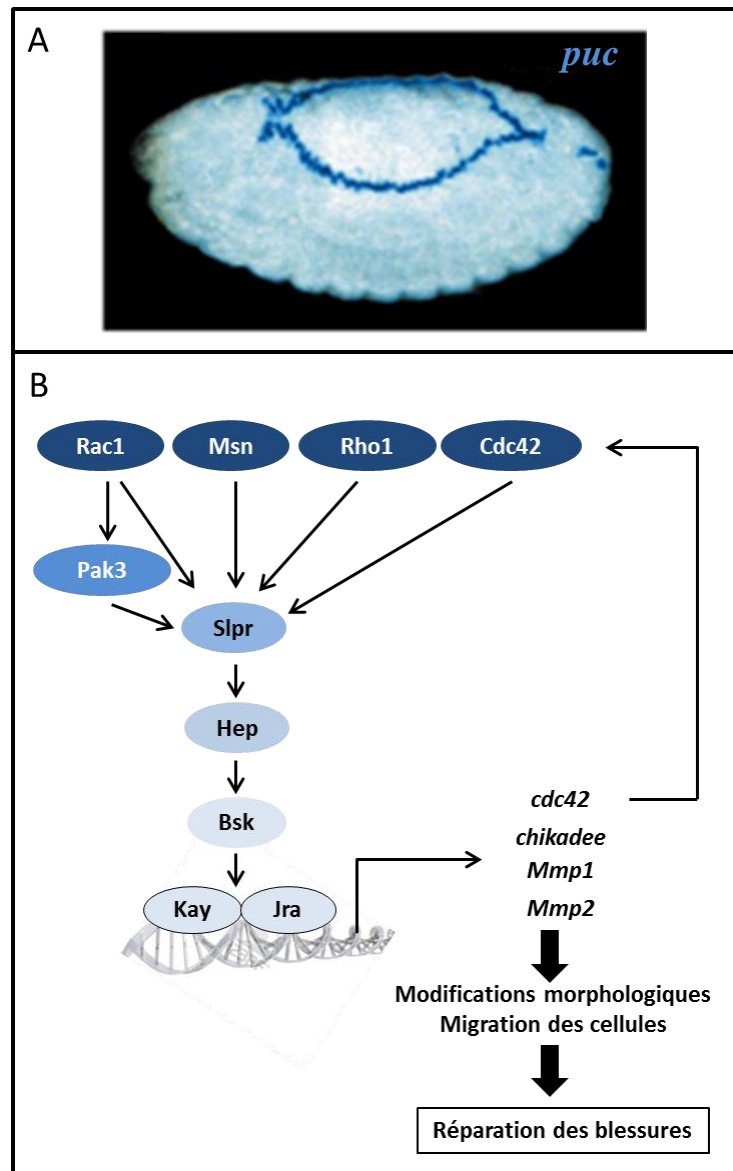 A
puc
B
Rac1 Msn Rho1 Cdc42
Pak3
Slpr
Hep
Bsk
Kay Jra
cdc42
chikadee
Mmp1
Mmp2
Modifications morphologiques
Migration des cellules
Réparation des blessures